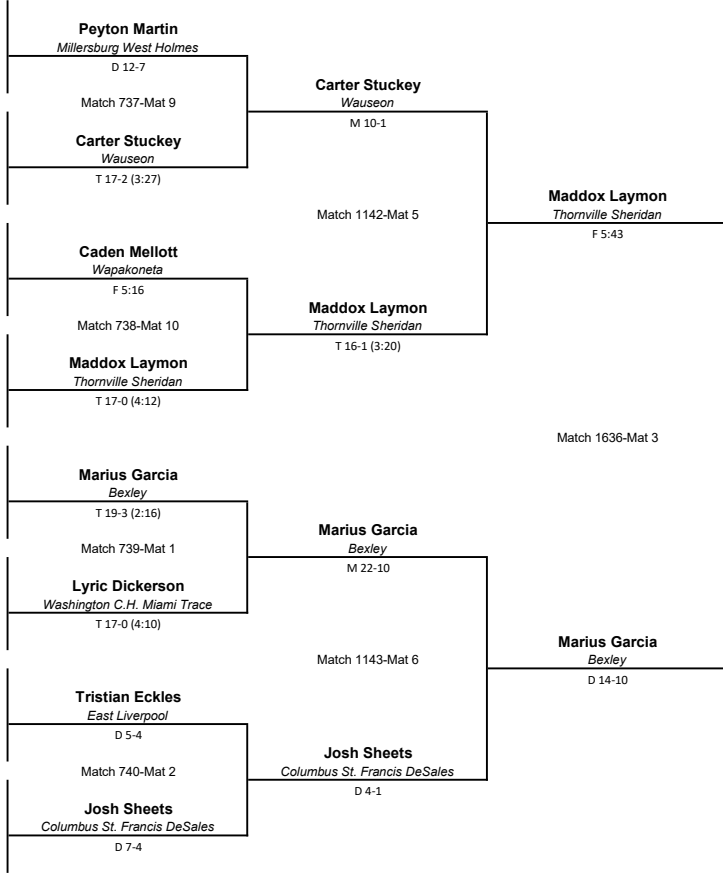 Peyton Martin
Millersburg West Holmes
D 12-7
Match 737-Mat 9
Carter Stuckey
Wauseon
T 17-2 (3:27)
Carter Stuckey
Wauseon
M 10-1
Match 1142-Mat 5
Caden Mellott
Wapakoneta
F 5:16
Match 738-Mat 10
Maddox Laymon
Thornville Sheridan
T 17-0 (4:12)
Maddox Laymon
Thornville Sheridan
T 16-1 (3:20)
Maddox Laymon
Thornville Sheridan
F 5:43
Match 1636-Mat 3
Marius Garcia
Bexley
T 19-3 (2:16)
Match 739-Mat 1
Lyric Dickerson
Washington C.H. Miami Trace
T 17-0 (4:10)
Marius Garcia
Bexley
M 22-10
Match 1143-Mat 6
Tristian Eckles
East Liverpool
D 5-4
Match 740-Mat 2
Josh Sheets
Columbus St. Francis DeSales
D 7-4
Josh Sheets
Columbus St. Francis DeSales
D 4-1
Marius Garcia
Bexley
D 14-10